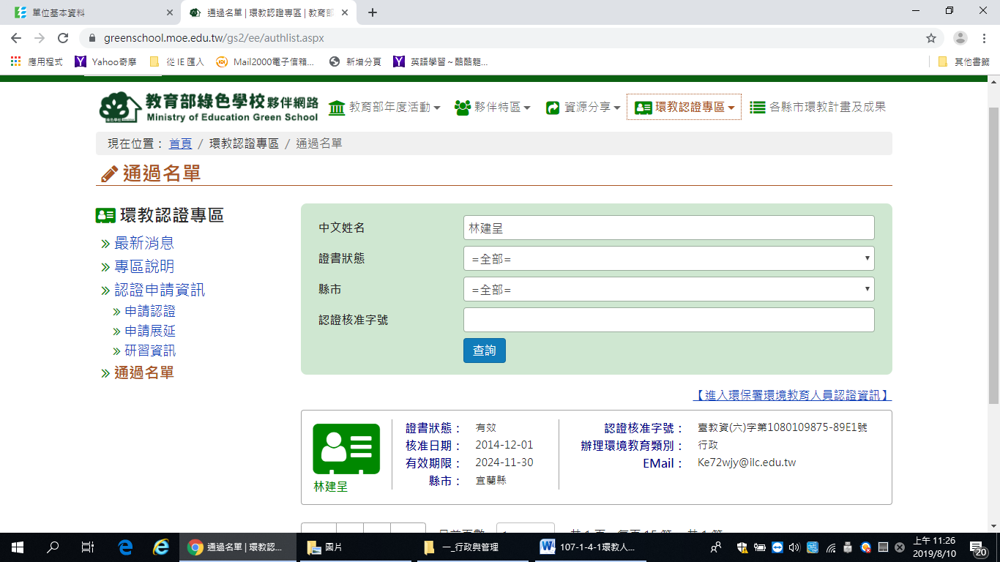 單位基本資料
通過名單 | 環教認證專區 | 教育部
greenschool.moe.edu.tw/gs2/ee/authlist.aspx
應用程式 Yahoo奇摩 從 IE 匯入 Mail2000電子信箱... 新增分頁 英語學習～酷酷龍... 其他書籤
教育部綠色學校夥伴網路
Ministry of Education Green School
教育部年度活動 夥伴特區 資源分享 環教認證專區 各縣市環教計畫及成果
現在位置： 首頁 / 環教認證專區 / 通過名單
通過名單
環教認證專區
最新消息
專區說明
認證申請資訊
申請認證
申請展延
研習資訊
通過名單
中文姓名 林建呈
證書狀態 =全部=
縣市 =全部=
認證核准字號
查詢
【進入環保署環境教育人員認證資訊】
林建呈
證書狀態： 有效
核准日期： 2014-12-01
有效期限： 2024-11-30
縣市： 宜蘭縣
認證核准字號： 臺教資(六)字第1080109875-89E1號
辦理環境教育類別： 行政
EMail： Ke72wjy@ilc.edu.tw
通過名單 | 環教認... 圖片 一_行政與管理 107-1-4-1環教人...
上午 11:26
2019/8/10
20